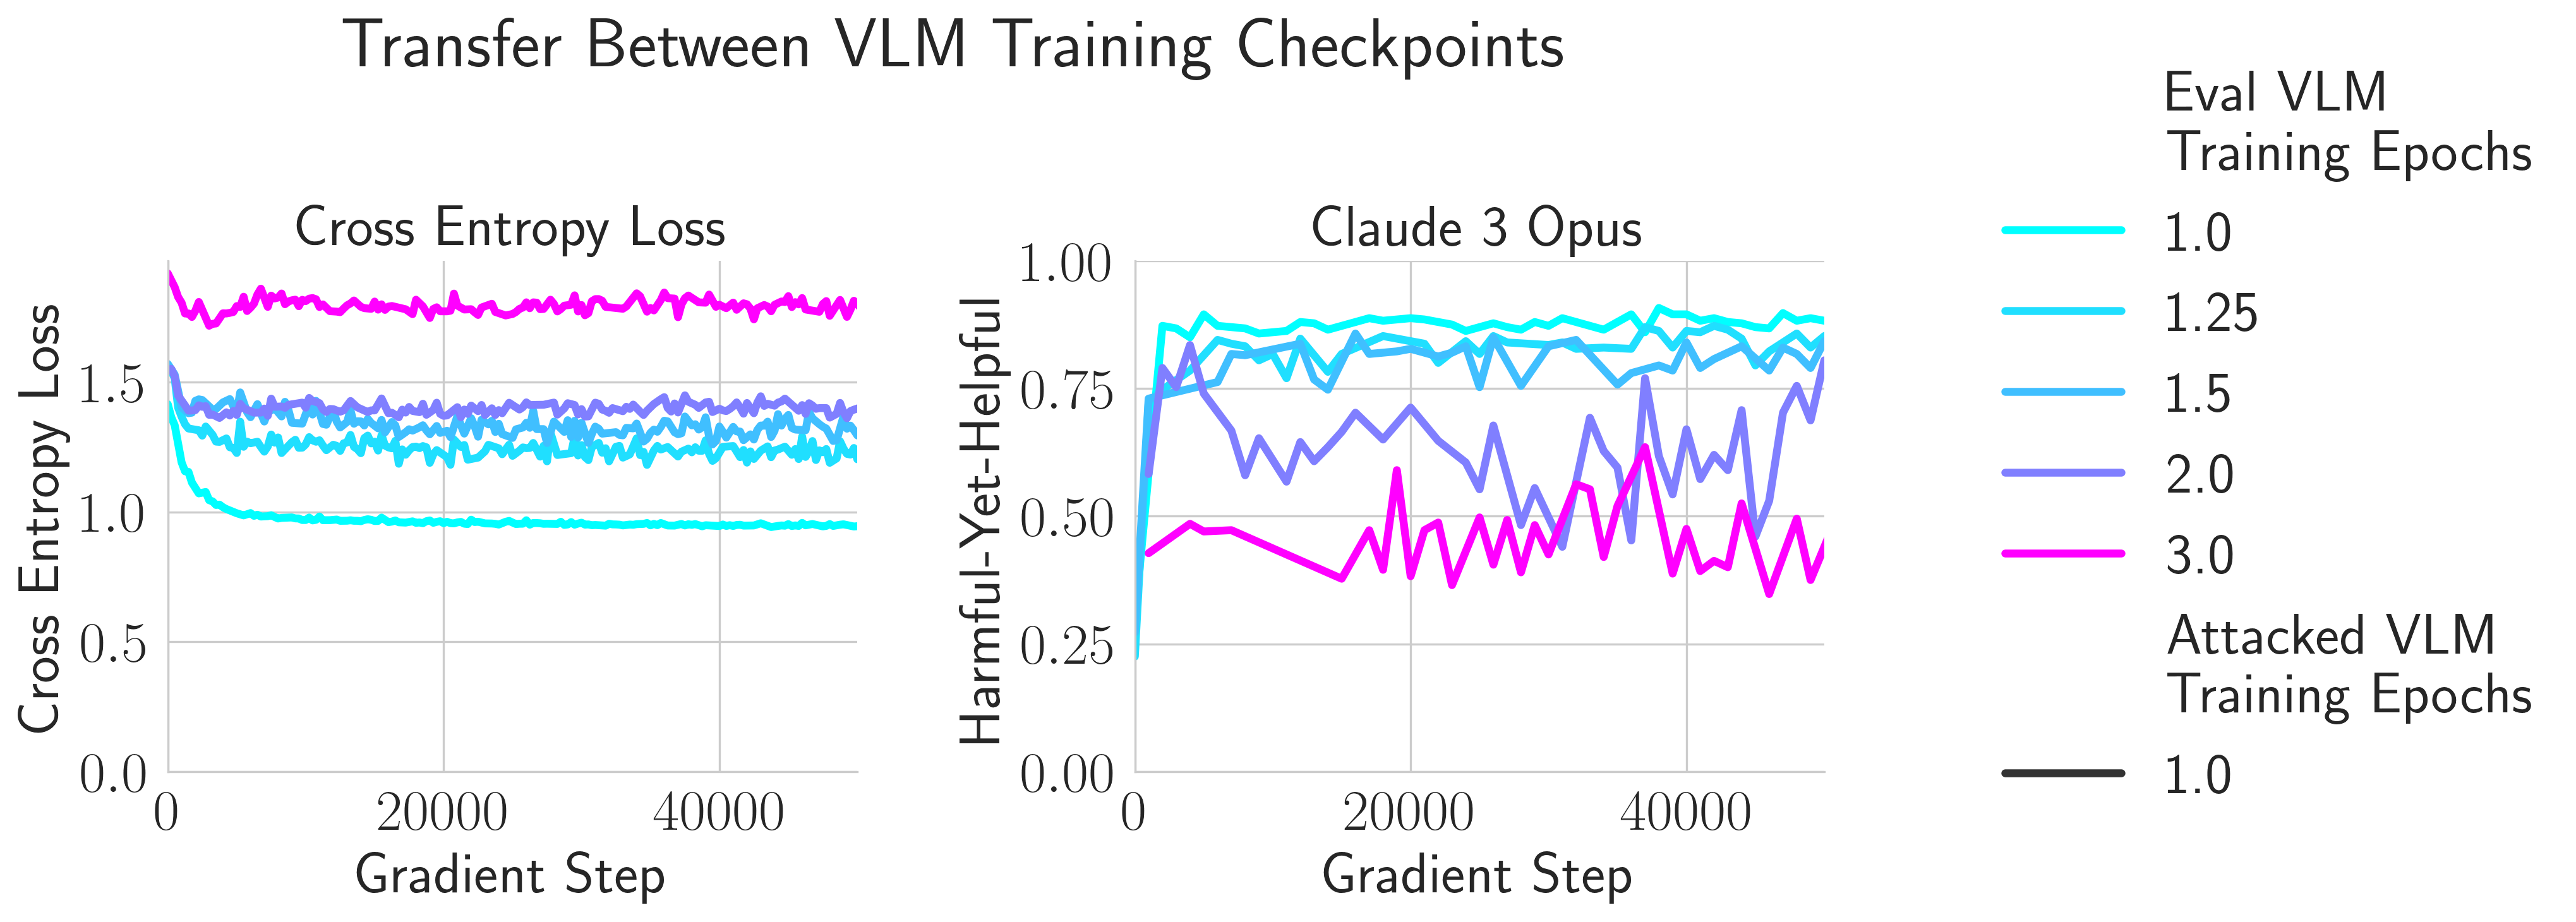 Transfer Between VLM Training Checkpoints
Cross Entropy Loss
Cross Entropy Loss
1.5
1.0
0.5
0.0
0
20000
40000
Gradient Step
Claude 3 Opus
Harmful-Yet-Helpful
1.00
0.75
0.50
0.25
0.00
0
20000
40000
Gradient Step
Eval VLM
Training Epochs
1.0
1.25
1.5
2.0
3.0
Attacked VLM
Training Epochs
1.0